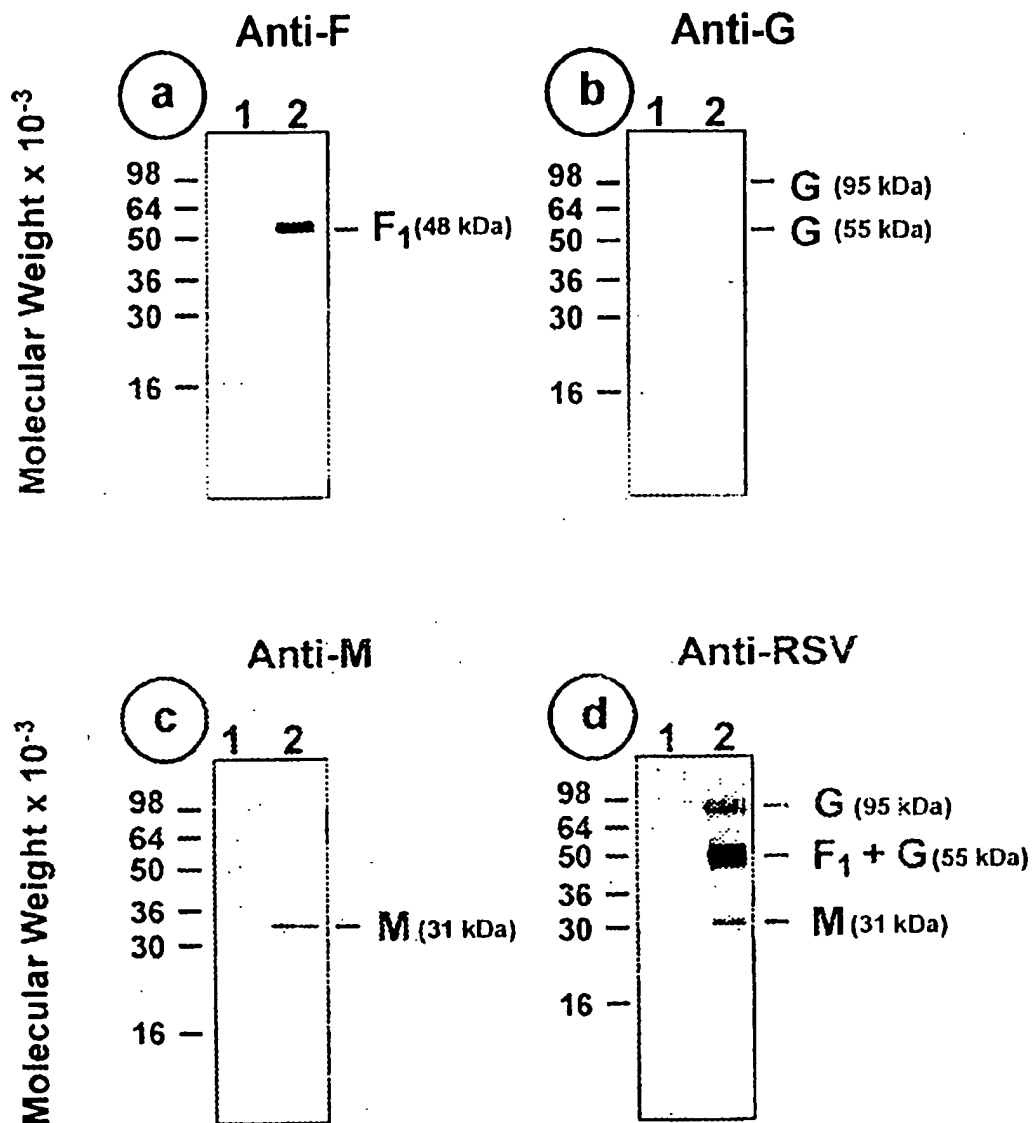 Anti-F
a
1 2
Molecular Weight x 10-3
98
64
50
36
30
16
F1 (48 kDa)
Anti-G
b
1 2
98
64
50
36
30
16
G (95 kDa)
G (55 kDa)
Anti-M
c
1 2
Molecular Weight x 10-3
98
64
50
36
30
16
M (31 kDa)
Anti-RSV
d
1 2
98
64
50
36
30
16
G (95 kDa)
F1 + G (55 kDa)
M (31 kDa)